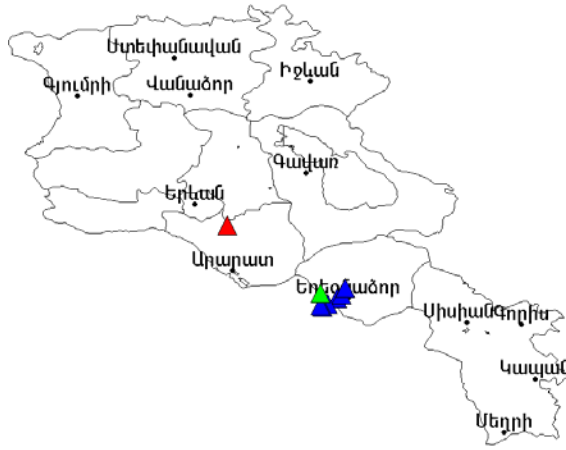 Ստեփանավան
Իջևան
Գյումրի
Վանաձոր
Գավառ
Երևան
Արարատ
Եղեգնաձոր
Սիսիան
Գորիս
Կապան
Մեղրի